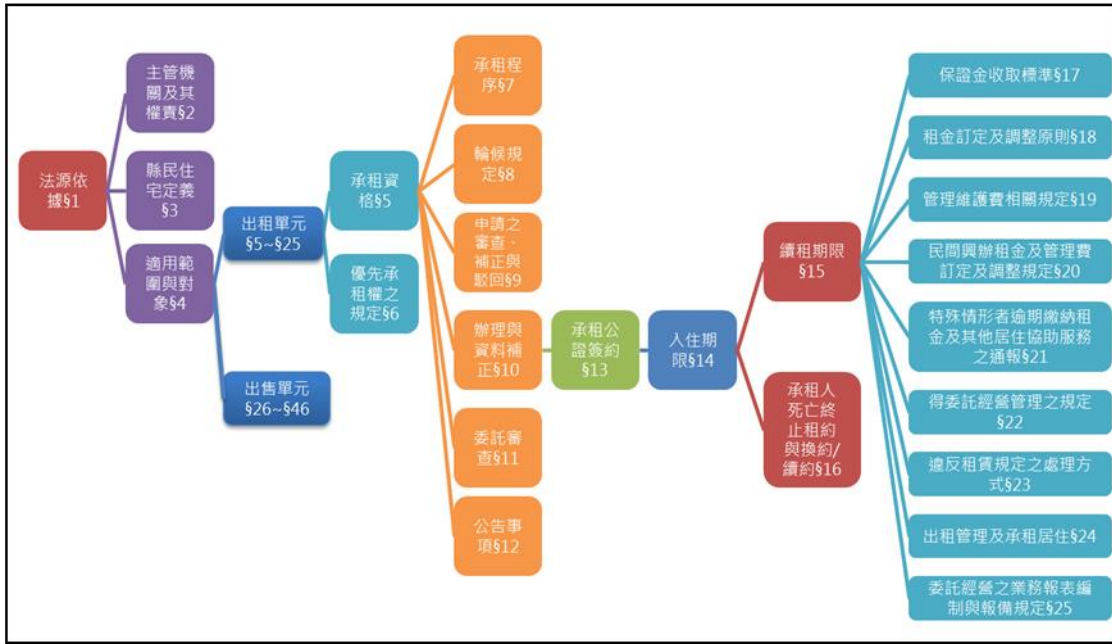 法源依
據§1
主管機
關及其
權責§2
縣民住
宅定義
§3
適用範
圍與對
象§4
出租單元
§5~§25
出售單元
§26~§46
承租資
格§5
優先承
租權之
規定§6
承租程
序§7
輪候規
定§8
申請之
審查、
補正與
駁回§9
辦理與
資料補
正§10
委託審
查§11
公告事
項§12
承租公
證簽約
§13
入住期
限§14
續租期限
§15
承租人
死亡終
止租約
與換約/
續約§16
保證金收取標準§17
租金訂定及調整原則§18
管理維護費相關規定§19
民間興辦租金及管理費
訂定及調整規定§20
特殊情形者逾期繳納租
金及其他居住協助服務
之通報§21
得委託經營管理之規定
§22
違反租賃規定之處理方
式§23
出租管理及承租居住§24
委託經營之業務報表編
制與報備規定§25